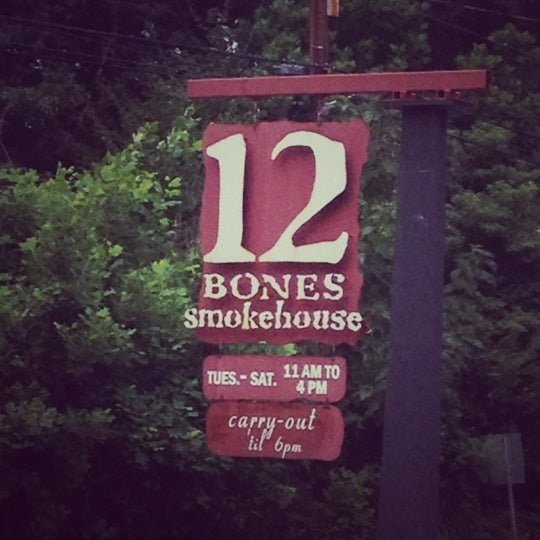 12
BONES
smokehouse
TUES.- SAT. 11 AM TO
4 PM
carry-out
'til 6pm